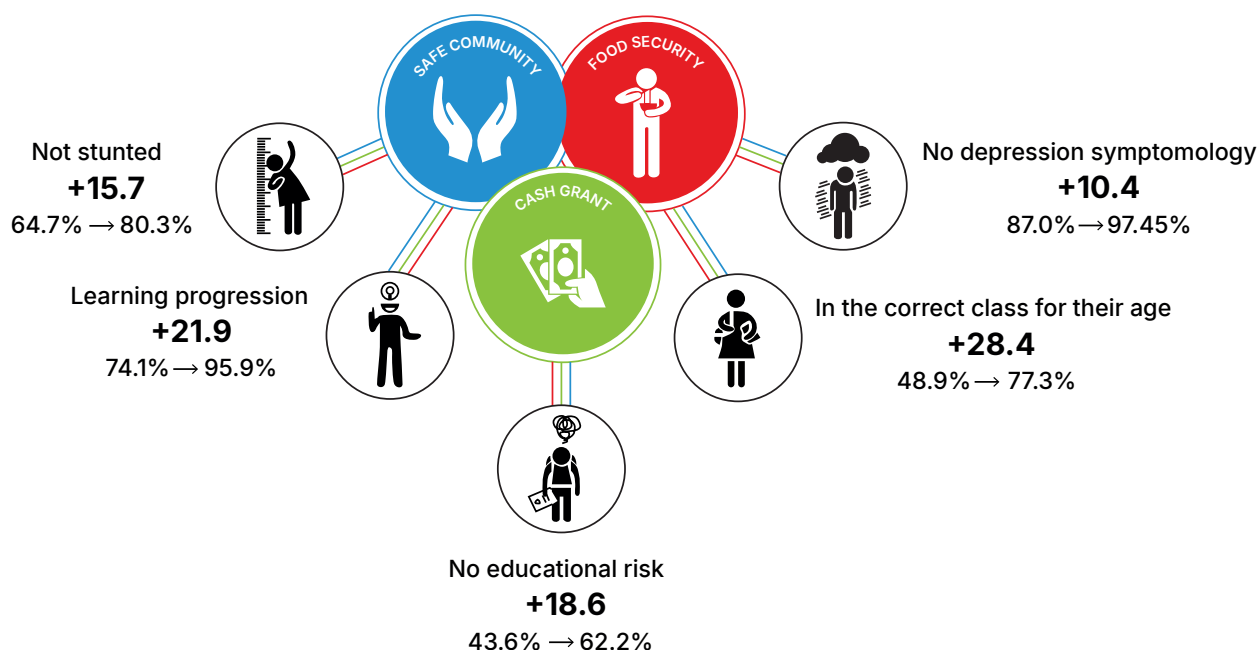 SAFE COMMUNITY
FOOD SECURITY
CASH GRANT
Not stunted
+15.7
64.7% → 80.3%
No depression symptomology
+10.4
87.0% → 97.45%
Learning progression
+21.9
74.1% → 95.9%
In the correct class for their age
+28.4
48.9% → 77.3%
No educational risk
+18.6
43.6% → 62.2%